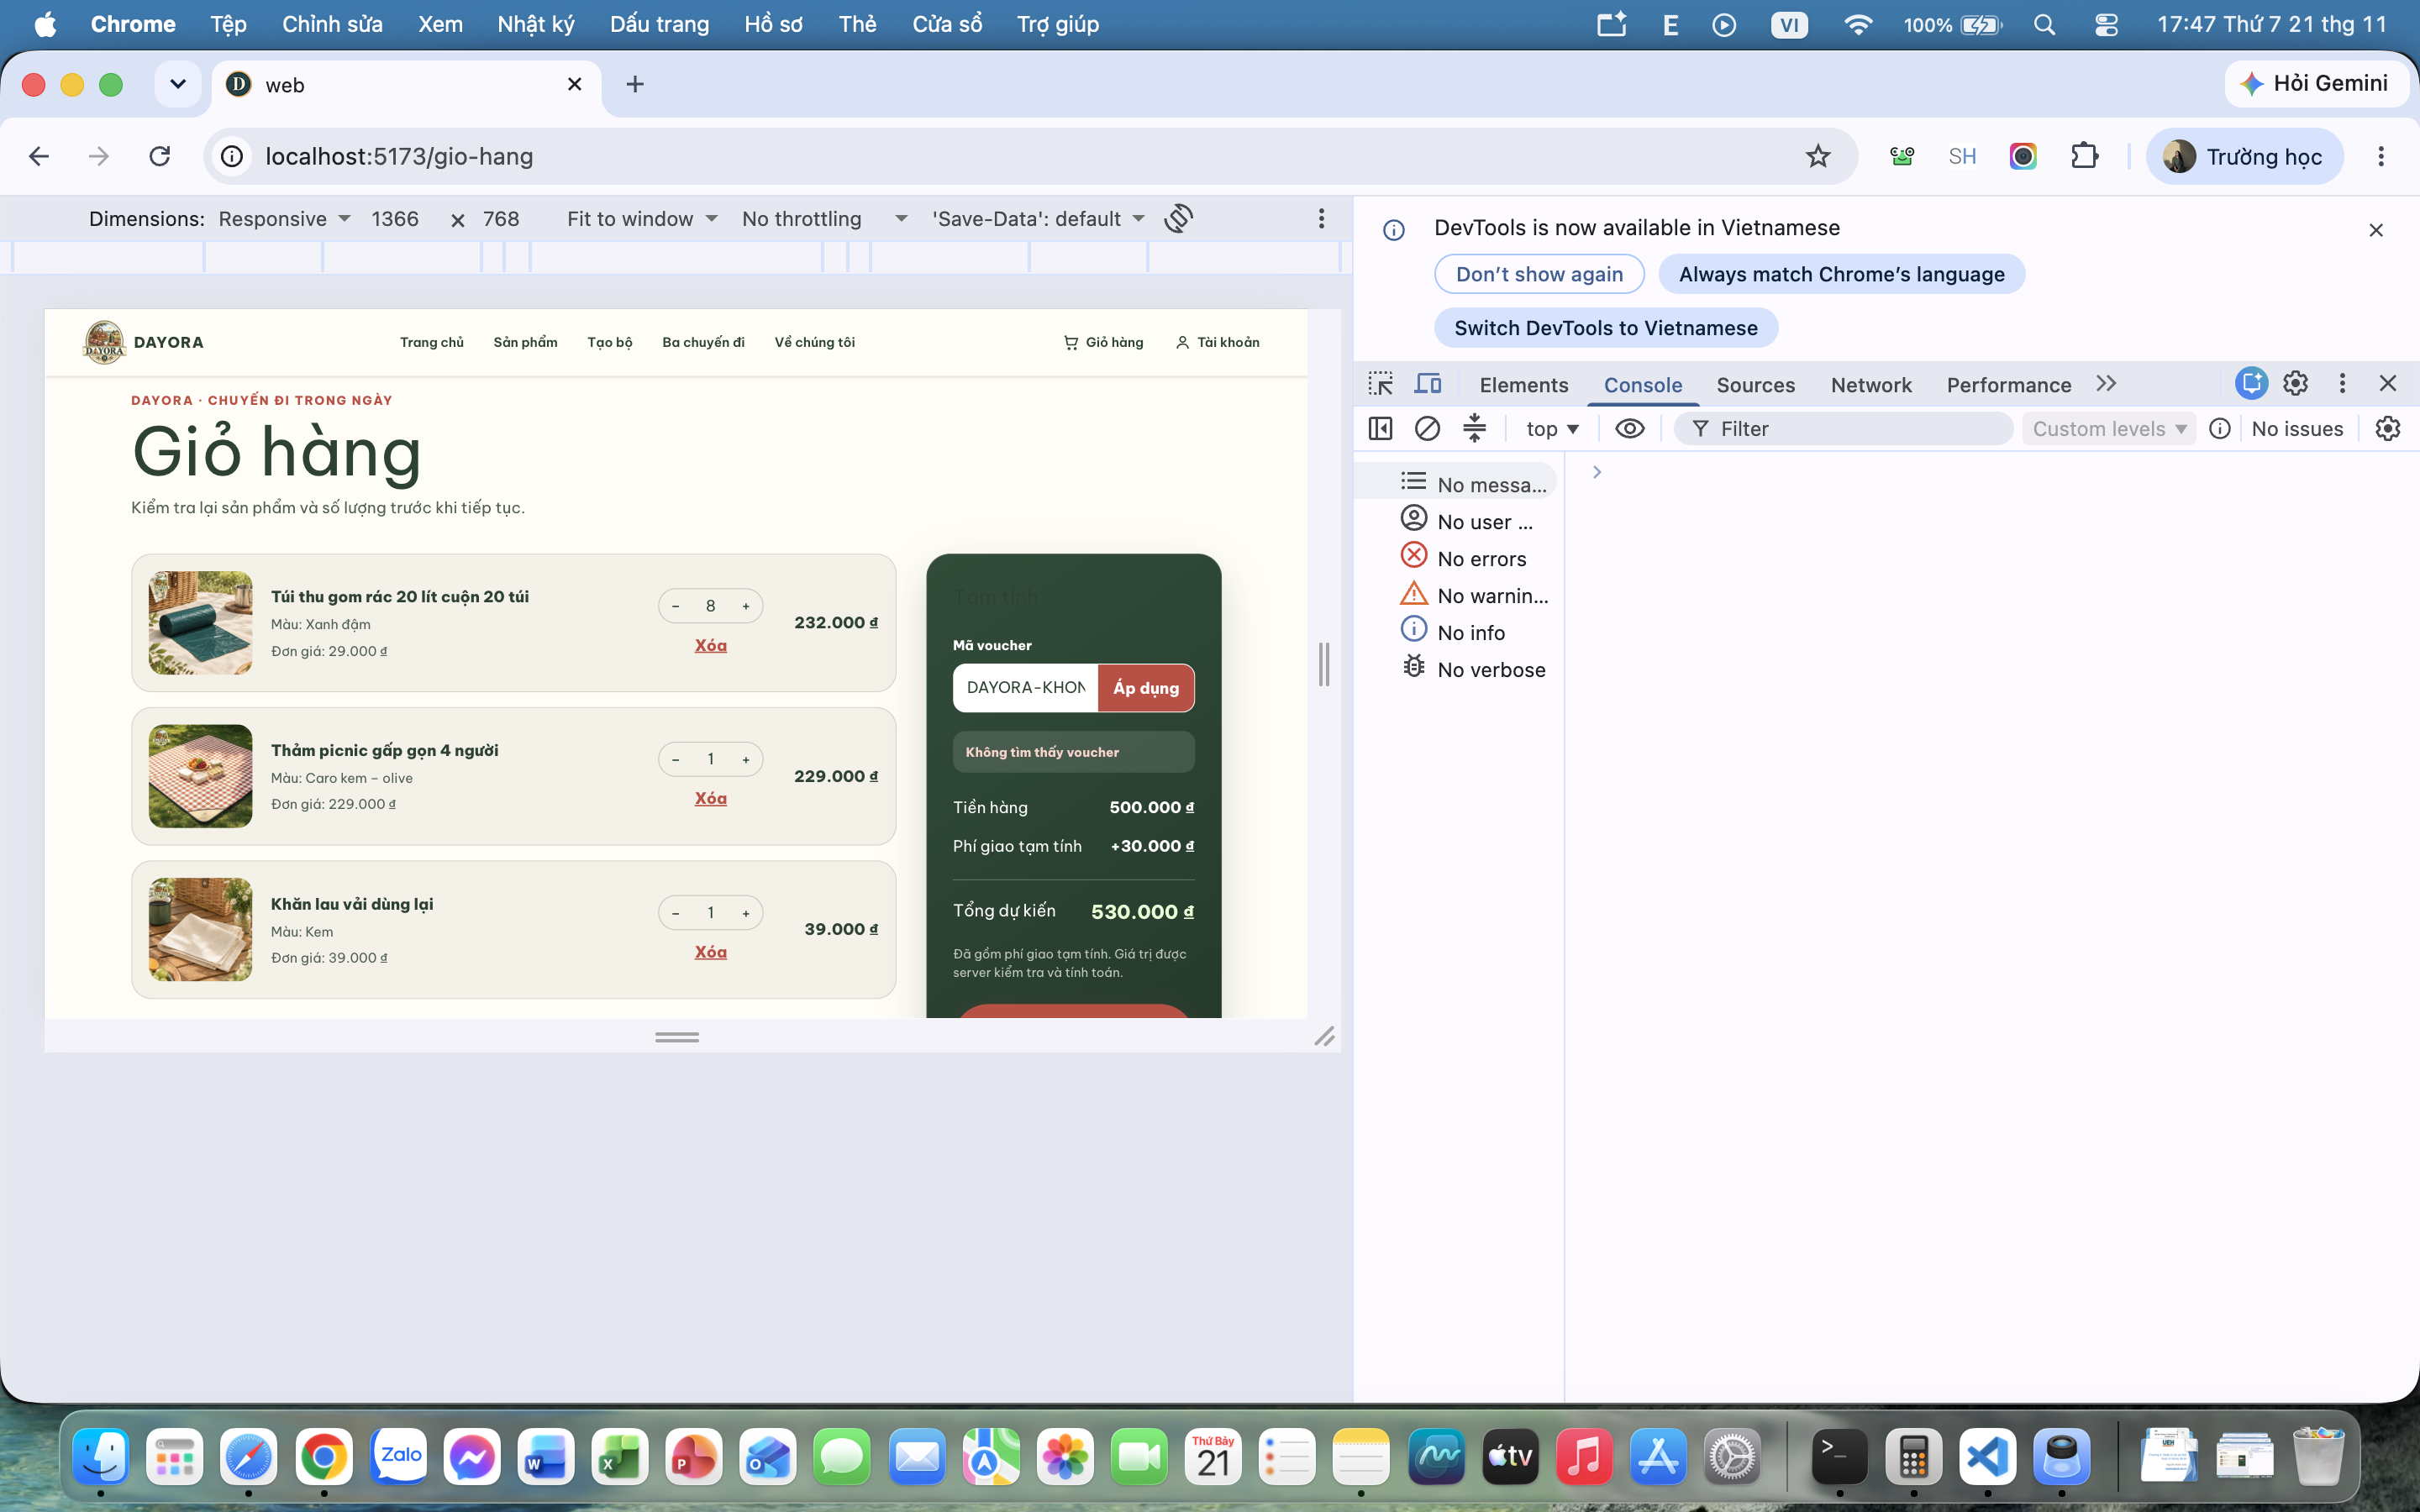 Chrome Tệp Chỉnh sửa Xem Nhật ký Dấu trang Hồ sơ Thẻ Cửa sổ Trợ giúp
E VI 100% 17:47 Thứ 7 21 thg 11
D web
Hỏi Gemini
localhost:5173/gio-hang
SH Trường học
Dimensions: Responsive 1366 × 768 Fit to window No throttling 'Save-Data': default
DevTools is now available in Vietnamese
Don't show again
Always match Chrome's language
Switch DevTools to Vietnamese
Elements Console Sources Network Performance
top Filter Custom levels No issues
No messa...
No user ...
No errors
No warnin...
No info
No verbose
DAYORA DAYORA
Trang chủ Sản phẩm Tạo bộ Ba chuyến đi Về chúng tôi Giỏ hàng Tài khoản
DAYORA · CHUYẾN ĐI TRONG NGÀY
Giỏ hàng
Kiểm tra lại sản phẩm và số lượng trước khi tiếp tục.
Túi thu gom rác 20 lít cuộn 20 túi
Màu: Xanh đậm
Đơn giá: 29.000 ₫
− 8 +
Xóa
232.000 ₫
Thảm picnic gấp gọn 4 người
Màu: Caro kem – olive
Đơn giá: 229.000 ₫
− 1 +
Xóa
229.000 ₫
Khăn lau vải dùng lại
Màu: Kem
Đơn giá: 39.000 ₫
− 1 +
Xóa
39.000 ₫
Tạm tính
Mã voucher
DAYORA-KHON
Áp dụng
Không tìm thấy voucher
Tiền hàng 500.000 ₫
Phí giao tạm tính +30.000 ₫
Tổng dự kiến 530.000 ₫
Đã gồm phí giao tạm tính. Giá trị được
server kiểm tra và tính toán.
Zalo
W
X
P
O
Thứ Bảy
21
tv